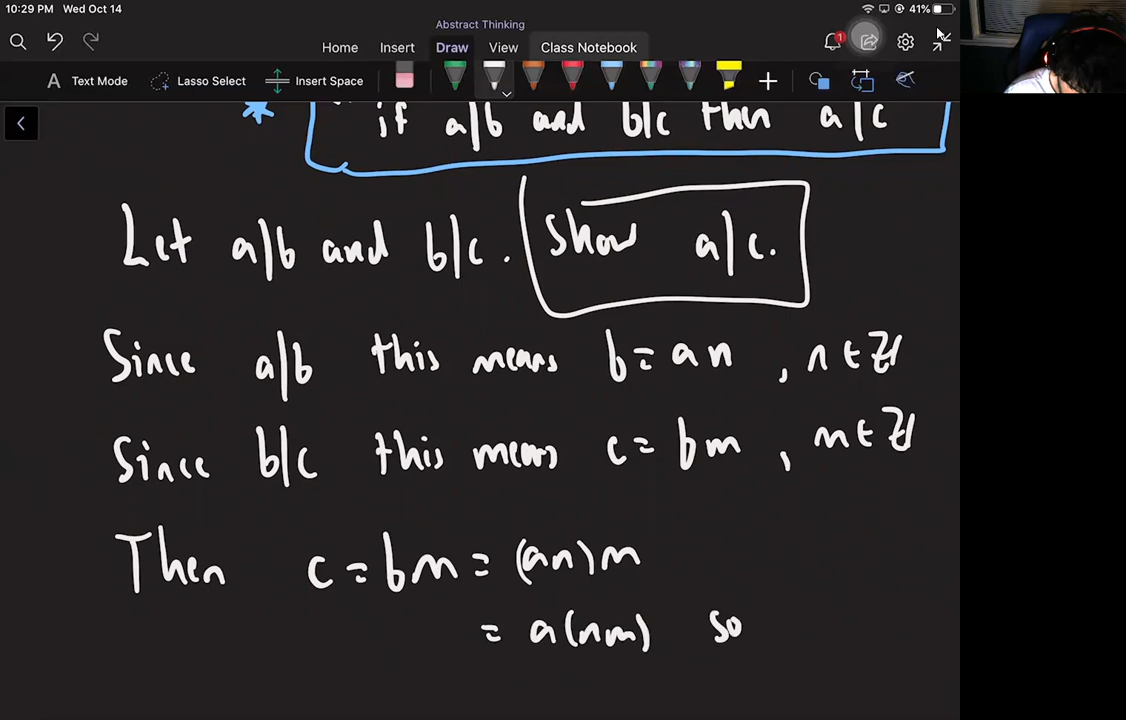 10:29 PM Wed Oct 14
41%
Abstract Thinking
Home Insert Draw View Class Notebook
1
A Text Mode Lasso Select Insert Space
if a|b and b|c then a|c
Let a|b and b|c. Show a|c.
Since a|b this means b = an , n ∈ ℤ
Since b|c this means c = bm , m ∈ ℤ
Then c = bm = (an)m
= a(nm) so